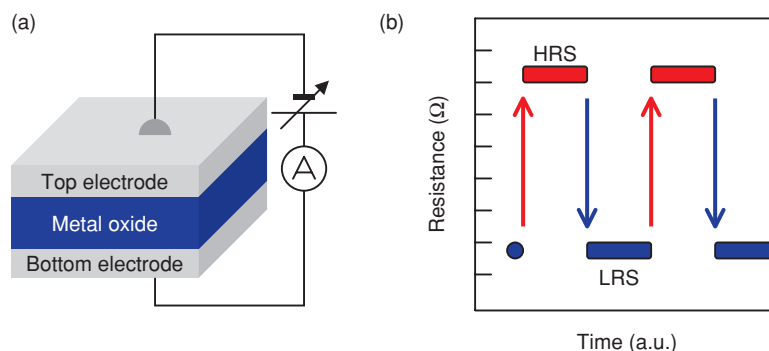 (a)
A
Top electrode
Metal oxide
Bottom electrode
(b)
Resistance (Ω)
HRS
LRS
Time (a.u.)